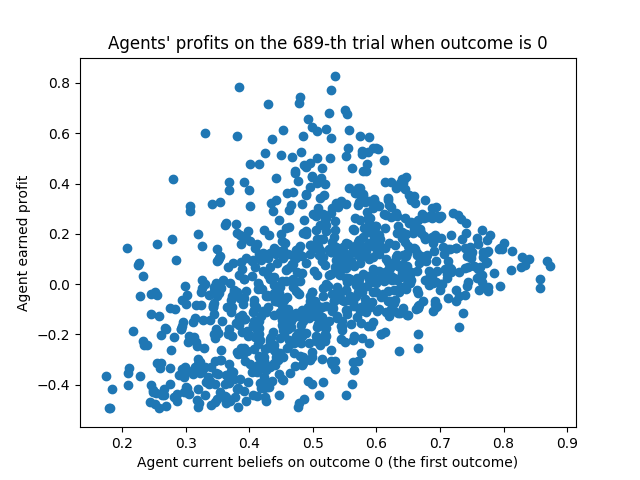 Agents' profits on the 689-th trial when outcome is 0
Agent earned profit
0.8
0.6
0.4
0.2
0.0
−0.2
−0.4
0.2 0.3 0.4 0.5 0.6 0.7 0.8 0.9
Agent current beliefs on outcome 0 (the first outcome)